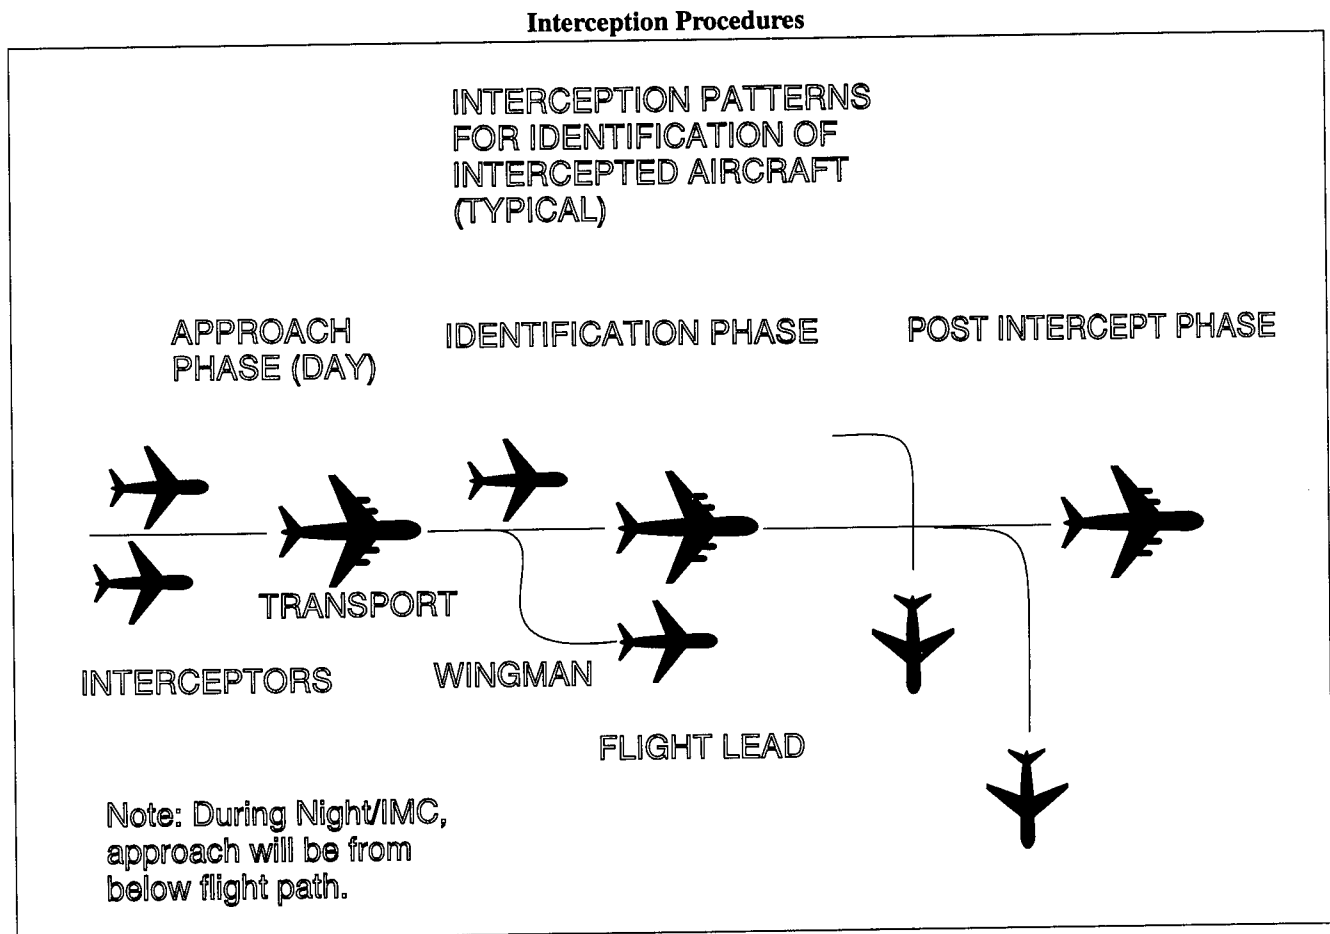 Interception Procedures
INTERCEPTION PATTERNS
FOR IDENTIFICATION OF
INTERCEPTED AIRCRAFT
(TYPICAL)
APPROACH
PHASE (DAY)
IDENTIFICATION PHASE
POST INTERCEPT PHASE
TRANSPORT
INTERCEPTORS
WINGMAN
FLIGHT LEAD
Note: During Night/IMC,
approach will be from
below flight path.